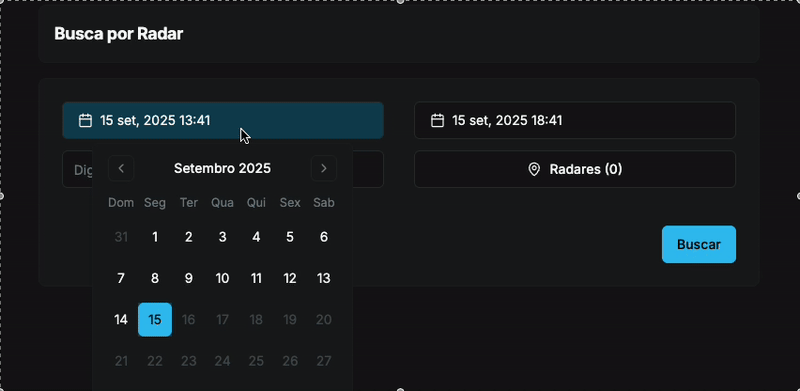 Busca por Radar
15 set, 2025 13:41
15 set, 2025 18:41
Dig
Radares (0)
Setembro 2025
Dom Seg Ter Qua Qui Sex Sab
31 1 2 3 4 5 6
7 8 9 10 11 12 13
14 15 16 17 18 19 20
21 22 23 24 25 26 27
Buscar